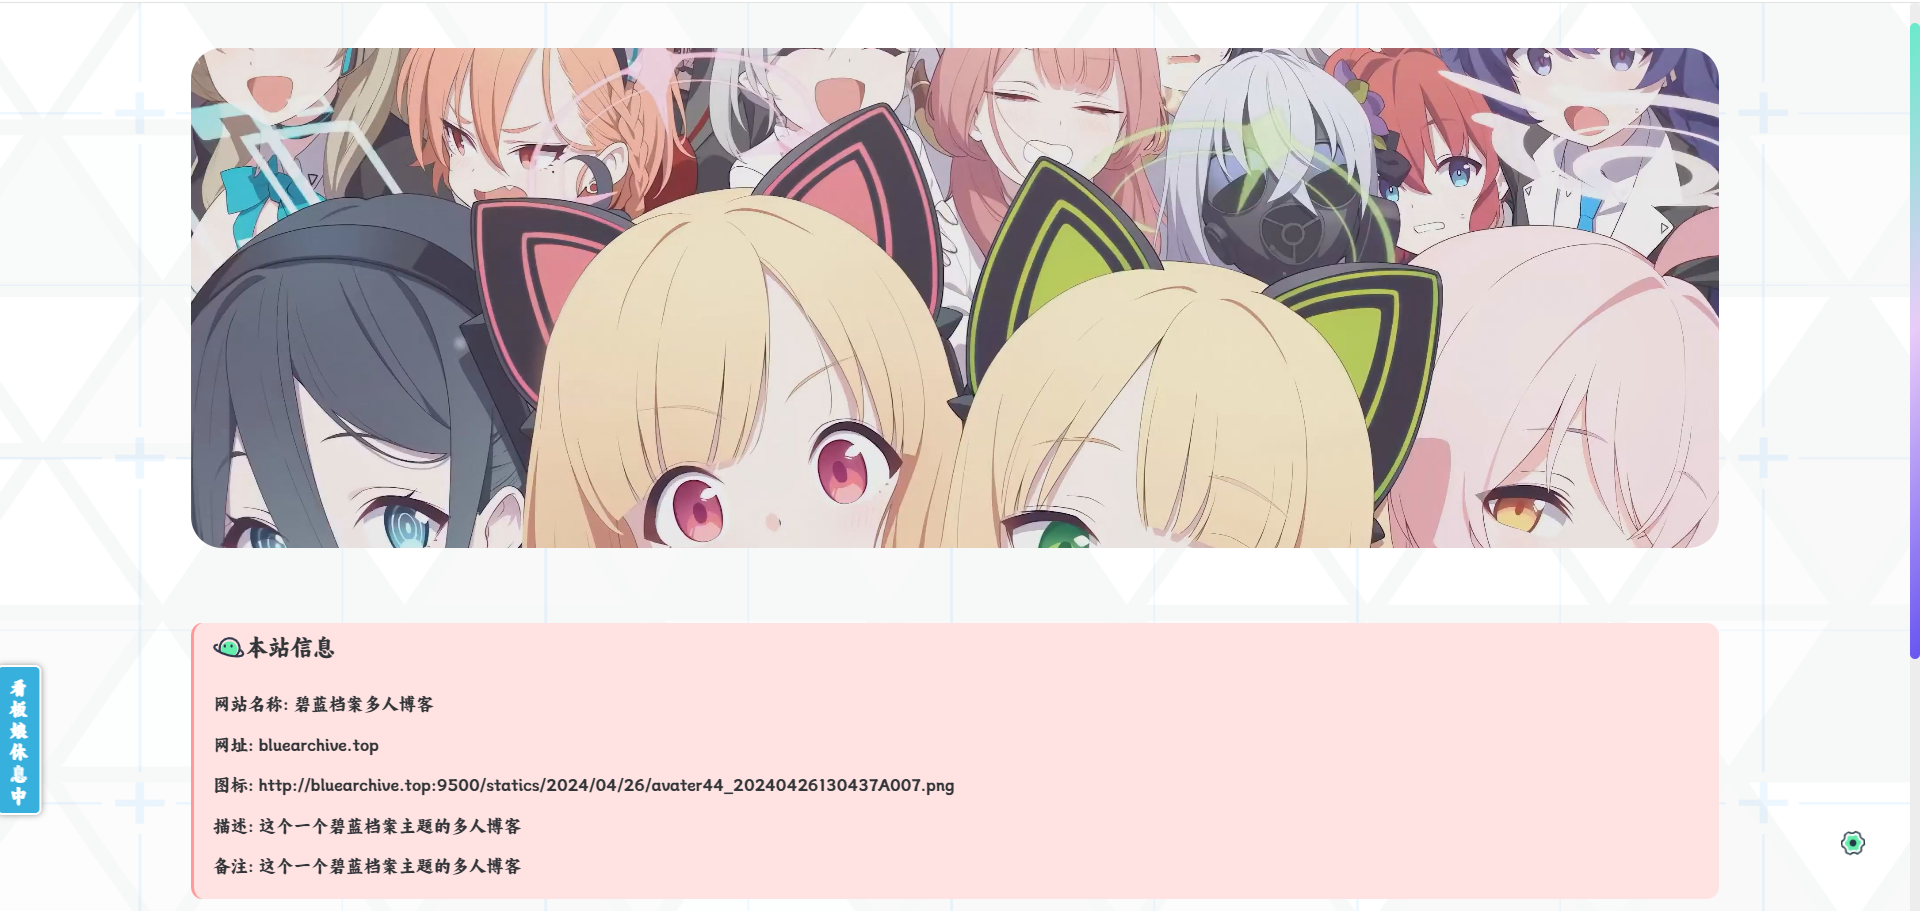 本站信息
网站名称: 碧蓝档案多人博客
网址: bluearchive.top
图标: http://bluearchive.top:9500/statics/2024/04/26/avater44_20240426130437A007.png
描述: 这个一个碧蓝档案主题的多人博客
备注: 这个一个碧蓝档案主题的多人博客
看板娘休息中